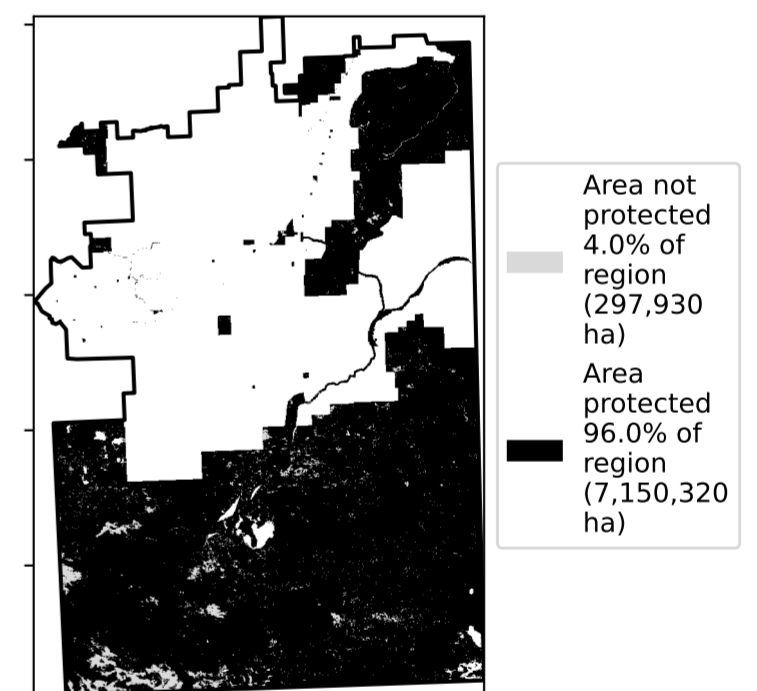 Area not
protected
4.0% of
region
(297,930
ha)
Area
protected
96.0% of
region
(7,150,320
ha)